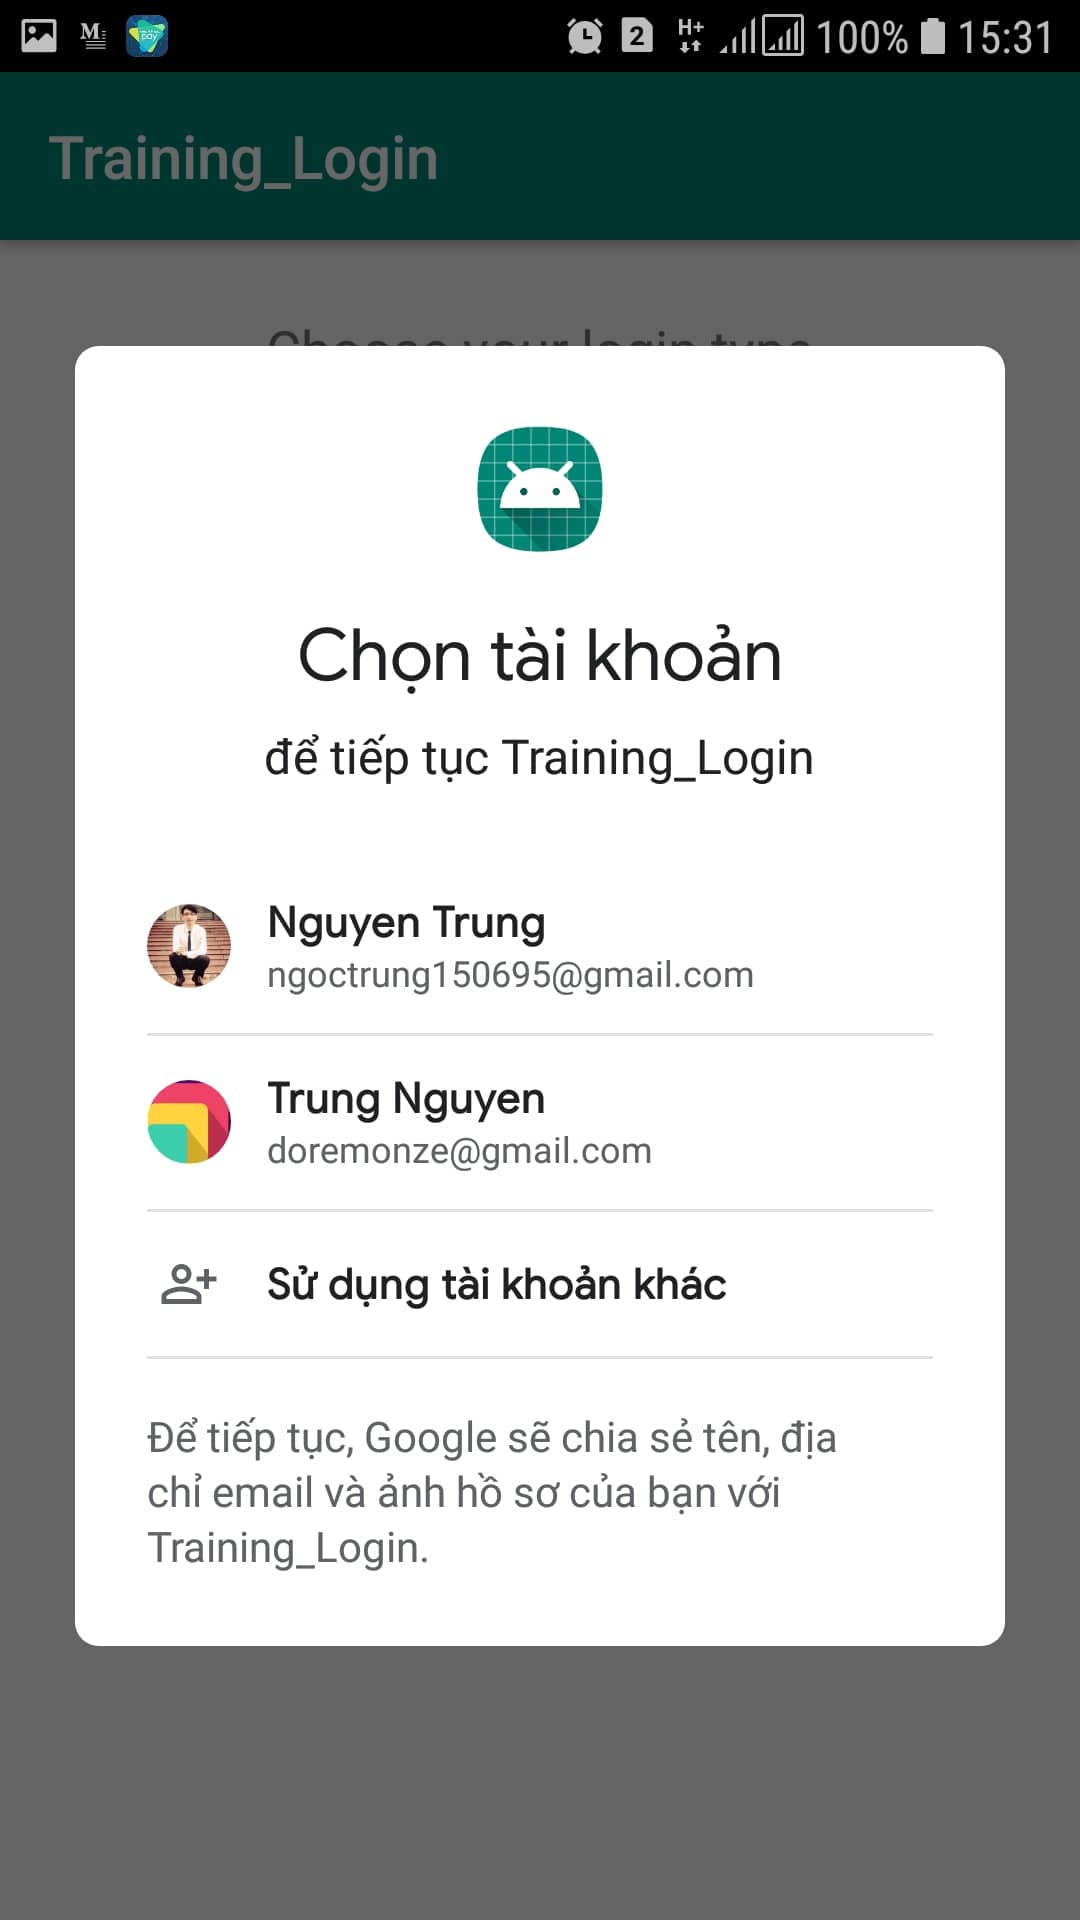 M
pay
2
H+
100%
15:31
Training_Login
Choose your login type
Chọn tài khoản
để tiếp tục Training_Login
Nguyen Trung
ngoctrung150695@gmail.com
Trung Nguyen
doremonze@gmail.com
Sử dụng tài khoản khác
Để tiếp tục, Google sẽ chia sẻ tên, địa
chỉ email và ảnh hồ sơ của bạn với
Training_Login.